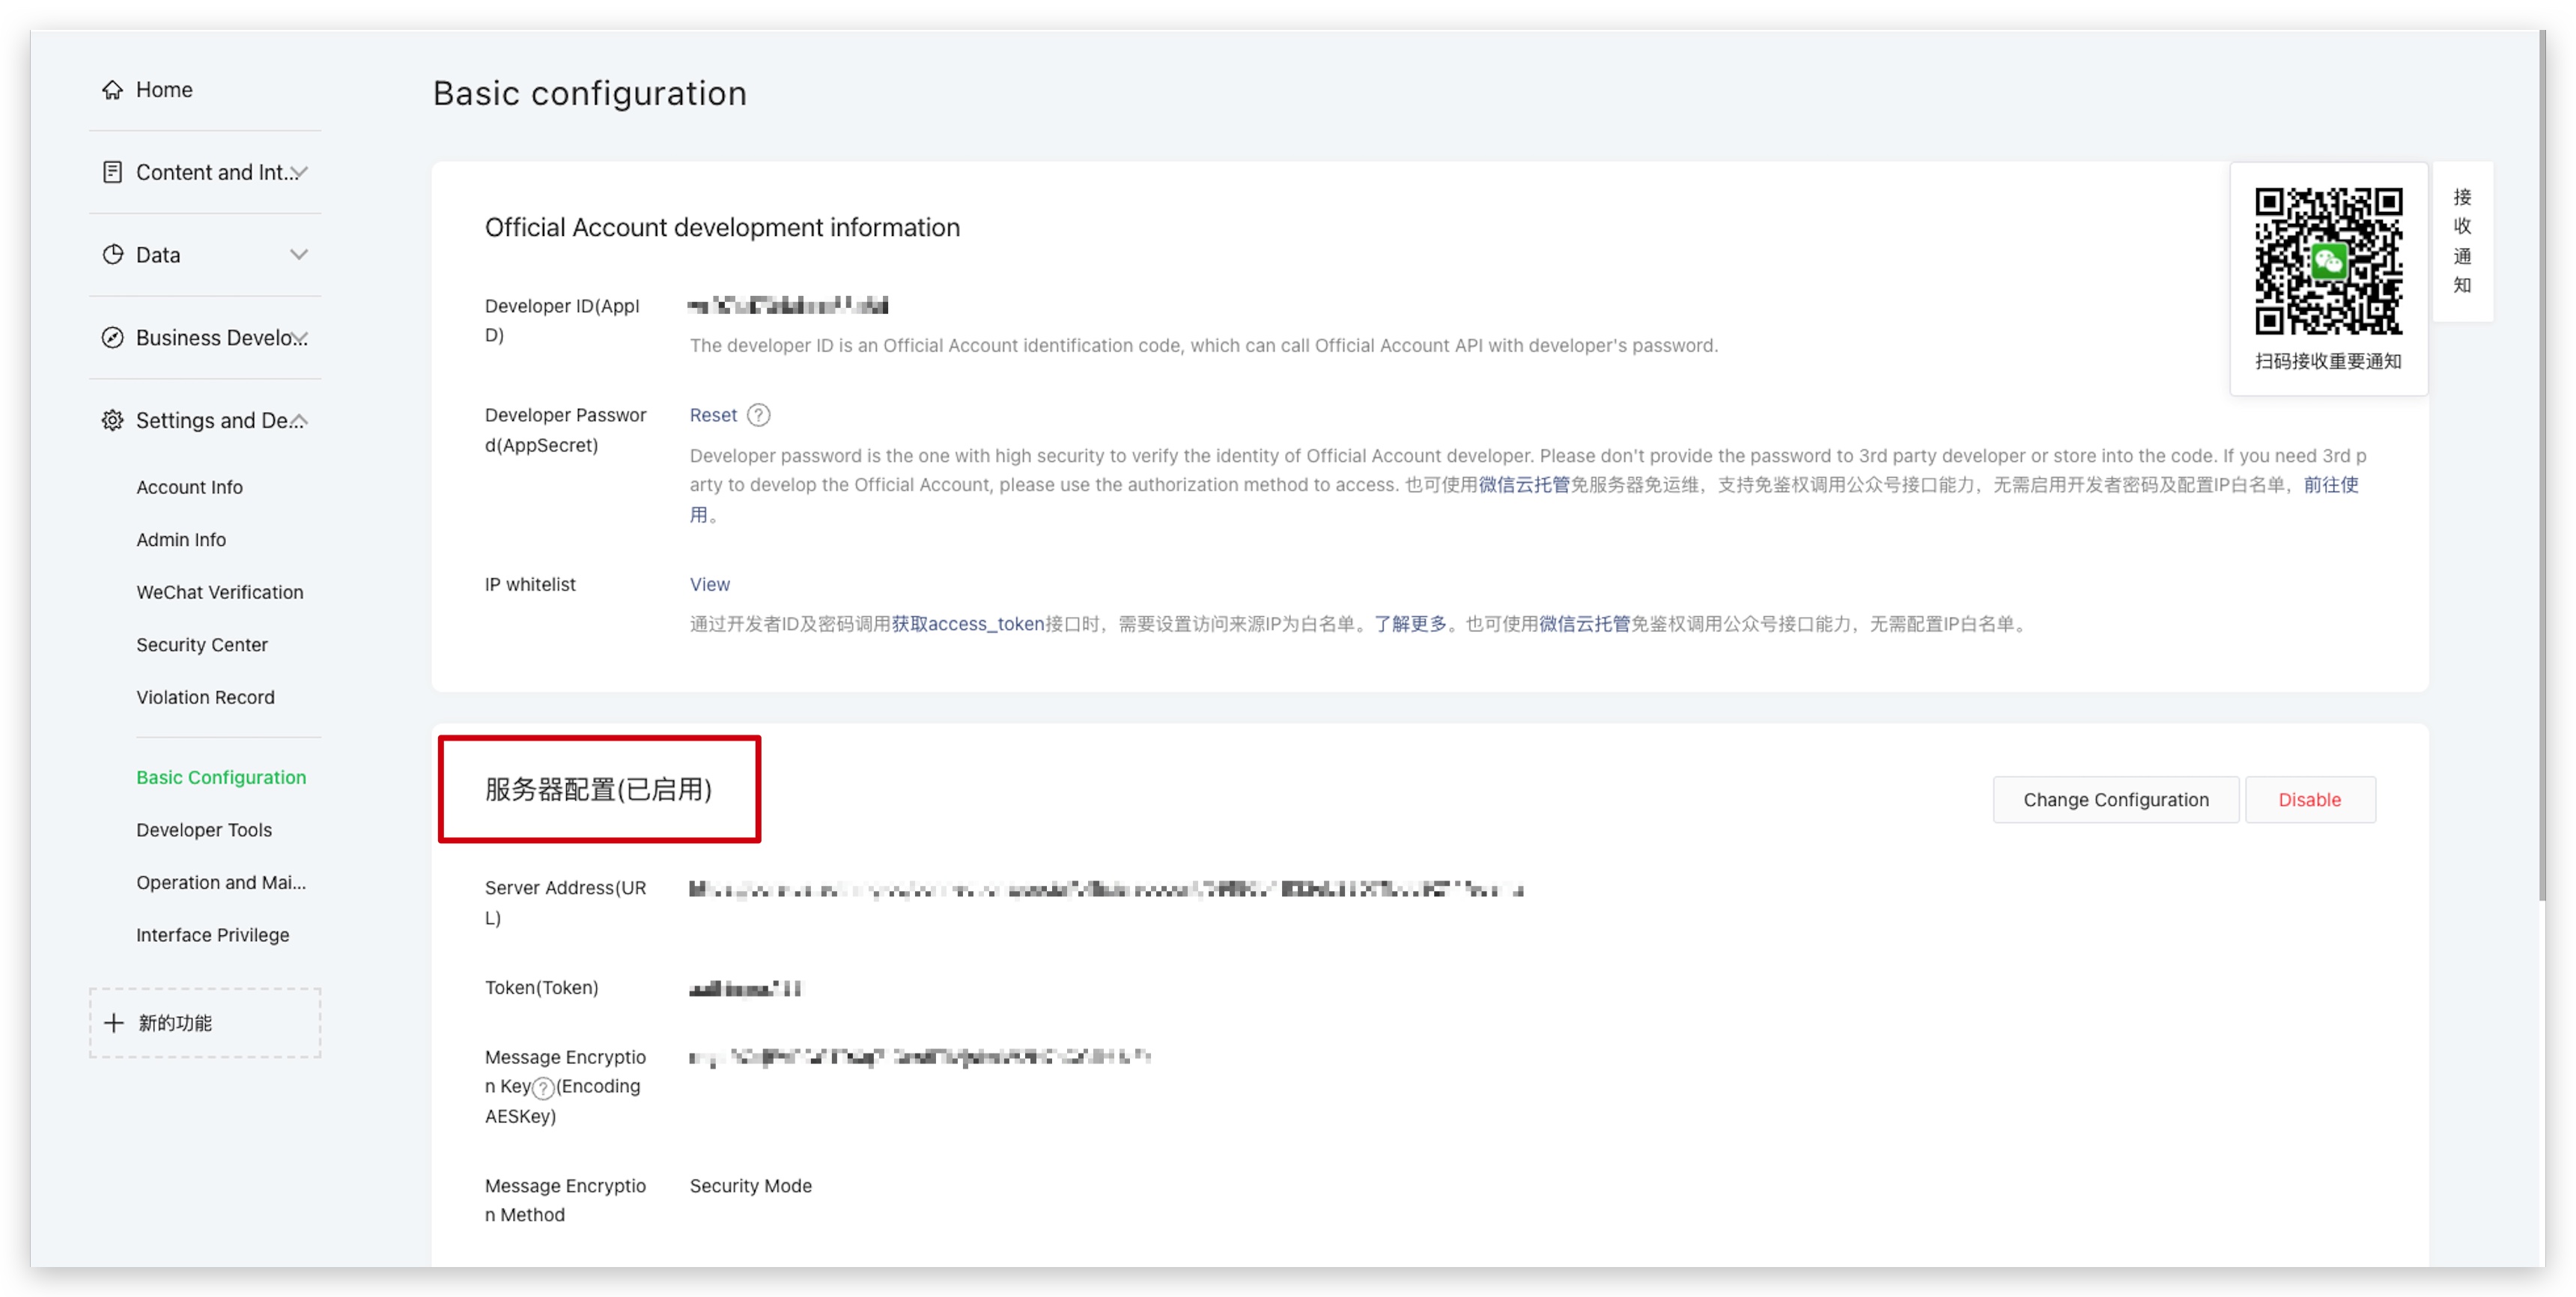 Home
Content and Int...
Data
Business Develo...
Settings and De...
Account Info
Admin Info
WeChat Verification
Security Center
Violation Record
Basic Configuration
Developer Tools
Operation and Mai...
Interface Privilege
新的功能
Basic configuration
Official Account development information
Developer ID(AppI
D)
The developer ID is an Official Account identification code, which can call Official Account API with developer's password.
Developer Passwor
d(AppSecret)
Reset ?
Developer password is the one with high security to verify the identity of Official Account developer. Please don't provide the password to 3rd party developer or store into the code. If you need 3rd p
arty to develop the Official Account, please use the authorization method to access. 也可使用微信云托管免服务器免运维，支持免鉴权调用公众号接口能力，无需启用开发者密码及配置IP白名单，前往使
用。
IP whitelist
View
通过开发者ID及密码调用获取access_token接口时，需要设置访问来源IP为白名单。了解更多。也可使用微信云托管免鉴权调用公众号接口能力，无需配置IP白名单。
扫码接收重要通知
接
收
通
知
服务器配置(已启用)
Change Configuration
Disable
Server Address(UR
L)
Token(Token)
Message Encryptio
n Key?(Encoding
AESKey)
Message Encryptio
n Method
Security Mode